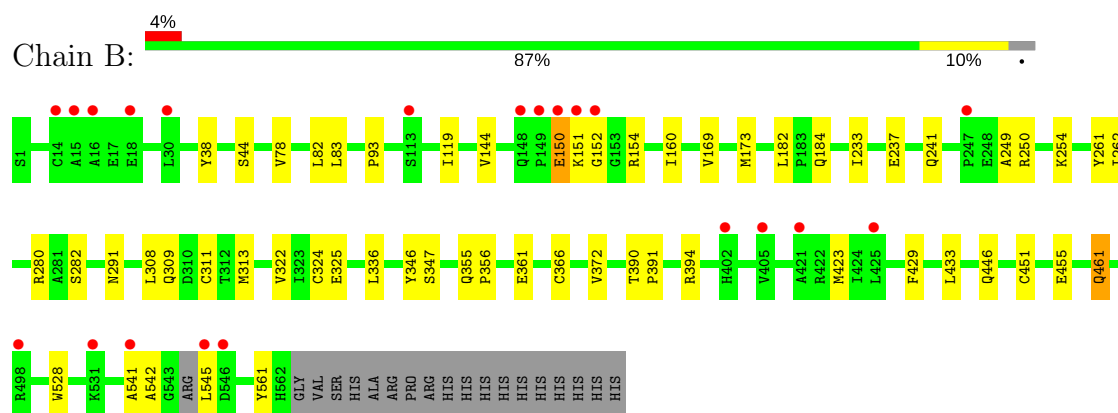 4%
Chain B:
87% 10% •
S1 C14 A15 A16 E17 E18 L30 Y38 S44 V78 L82 L83 P93 S113 I119 V144 Q148 P149 E150 K151 G152 G153 R154 I160 V169 M173 L182 P183 Q184 I233 E237 Q241 P247 E248 A249 R250 K254 Y261
R280 A281 S282 N291 L308 Q309 D310 C311 T312 M313 V322 I323 C324 E325 L336 Y346 S347 Q355 P356 E361 C366 V372 T390 P391 R394 H402 V405 A421 R422 M423 I424 L425 F429 L433 Q446 C451 E455 Q461
R498 W528 K531 A541 A542 G543 ARG L545 D546 Y561 H562 GLY VAL SER HIS ALA ARG PRO ARG HIS HIS HIS HIS HIS HIS HIS HIS